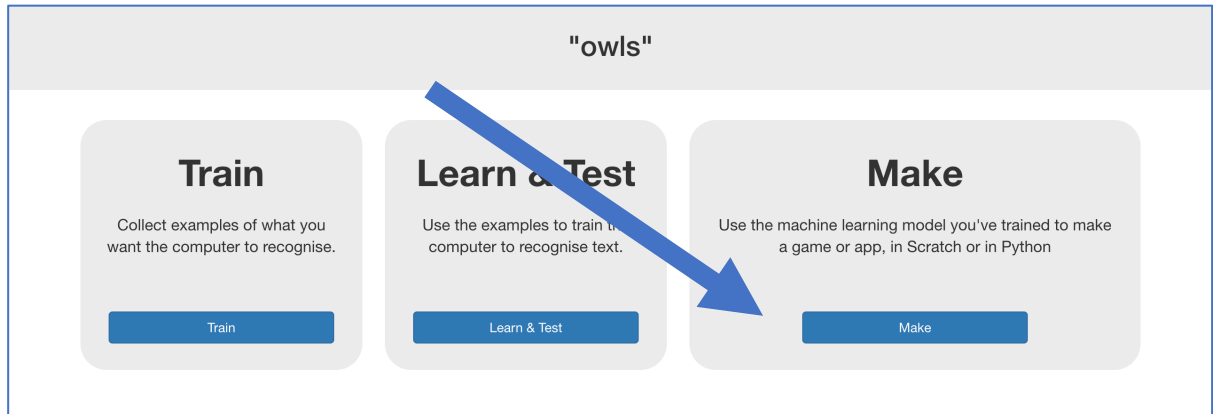 "owls"
Train
Collect examples of what you
want the computer to recognise.
Train
Learn & Test
Use the examples to train
computer to recognise text.
Learn & Test
Make
Use the machine learning model you've trained to make
a game or app, in Scratch or in Python
Make